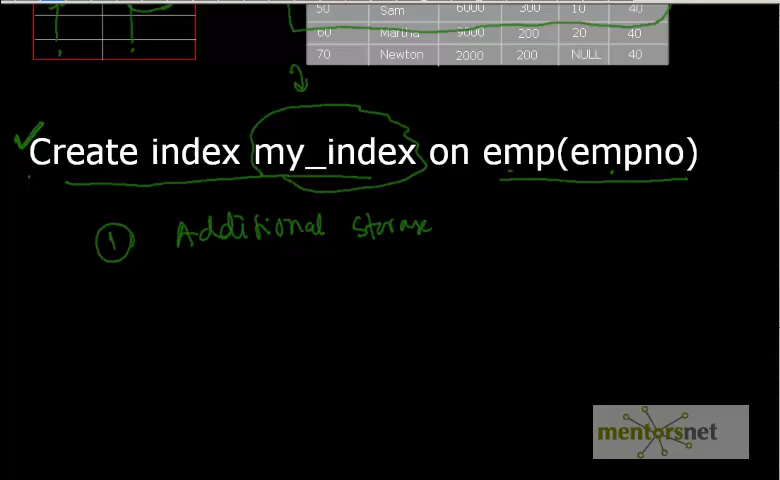 50 Sam 6000 300 10 40
60 Martha 9000 200 20 40
70 Newton 2000 200 NULL 40
Create index my_index on emp(empno)
1 Additional Storage
mentorsnet